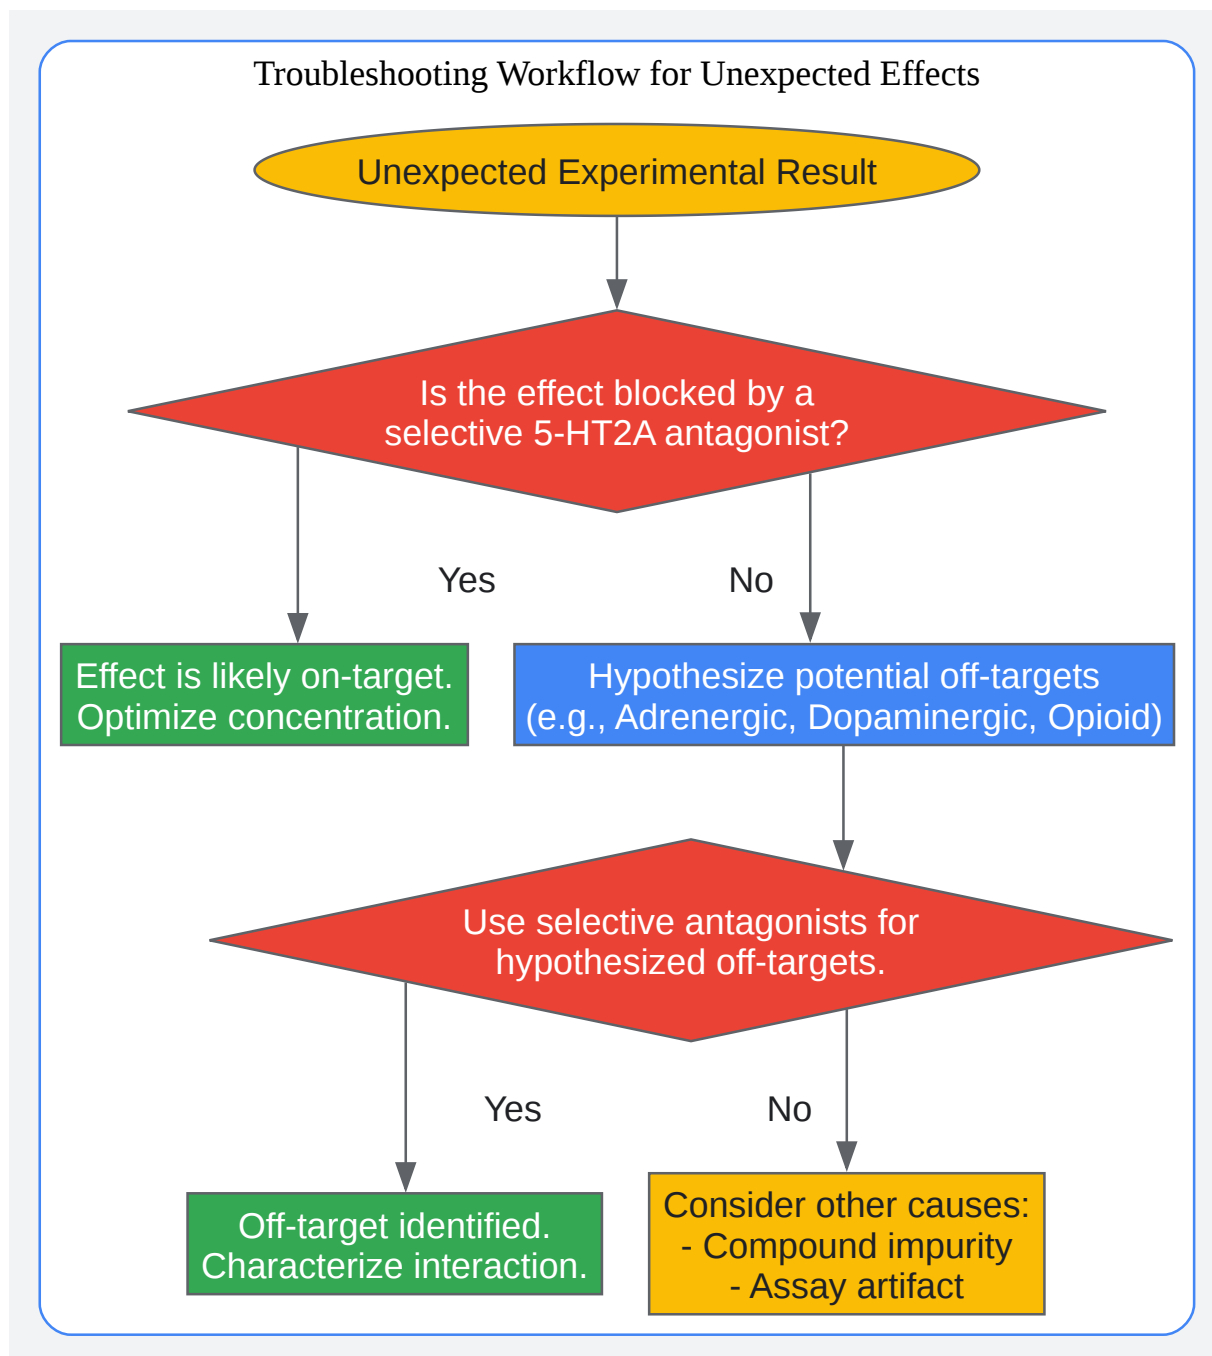 Troubleshooting Workflow for Unexpected Effects
Unexpected Experimental Result
Is the effect blocked by a
selective 5-HT2A antagonist?
Yes
No
Effect is likely on-target.
Optimize concentration.
Hypothesize potential off-targets
(e.g., Adrenergic, Dopaminergic, Opioid)
Use selective antagonists for
hypothesized off-targets.
Yes
No
Off-target identified.
Characterize interaction.
Consider other causes:
- Compound impurity
- Assay artifact